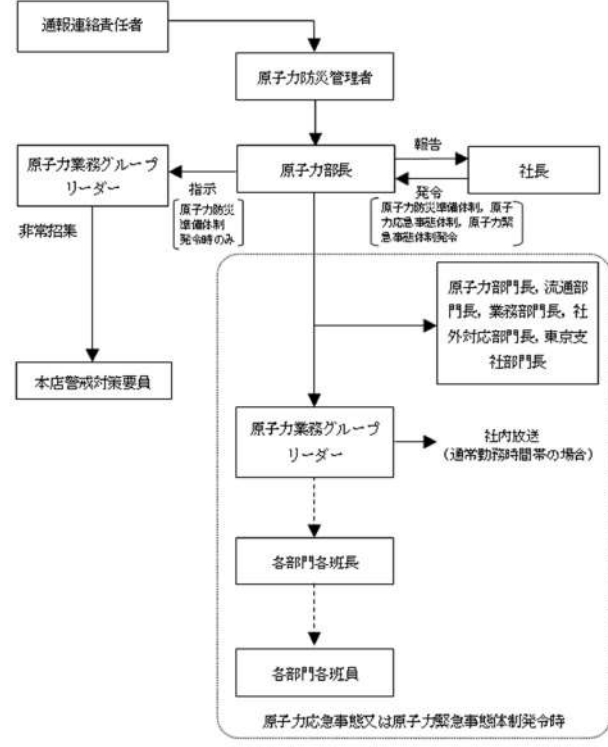 通報連絡責任者
原子力防災管理者
原子力部長
報告
社長
発令
原子力防災準備体制，原子
力応急事態体制，原子力緊
急事態体制発令
原子力業務グループ
リーダー
指示
原子力防災
準備体制
発令時のみ
非常招集
本店警戒対策要員
原子力部門長，流通部
門長，業務部門長，社
外対応部門長，東京支
社部門長
原子力業務グループ
リーダー
社内放送
（通常勤務時間帯の場合）
各部門各班長
各部門各班員
原子力応急事態又は原子力緊急事態体制発令時